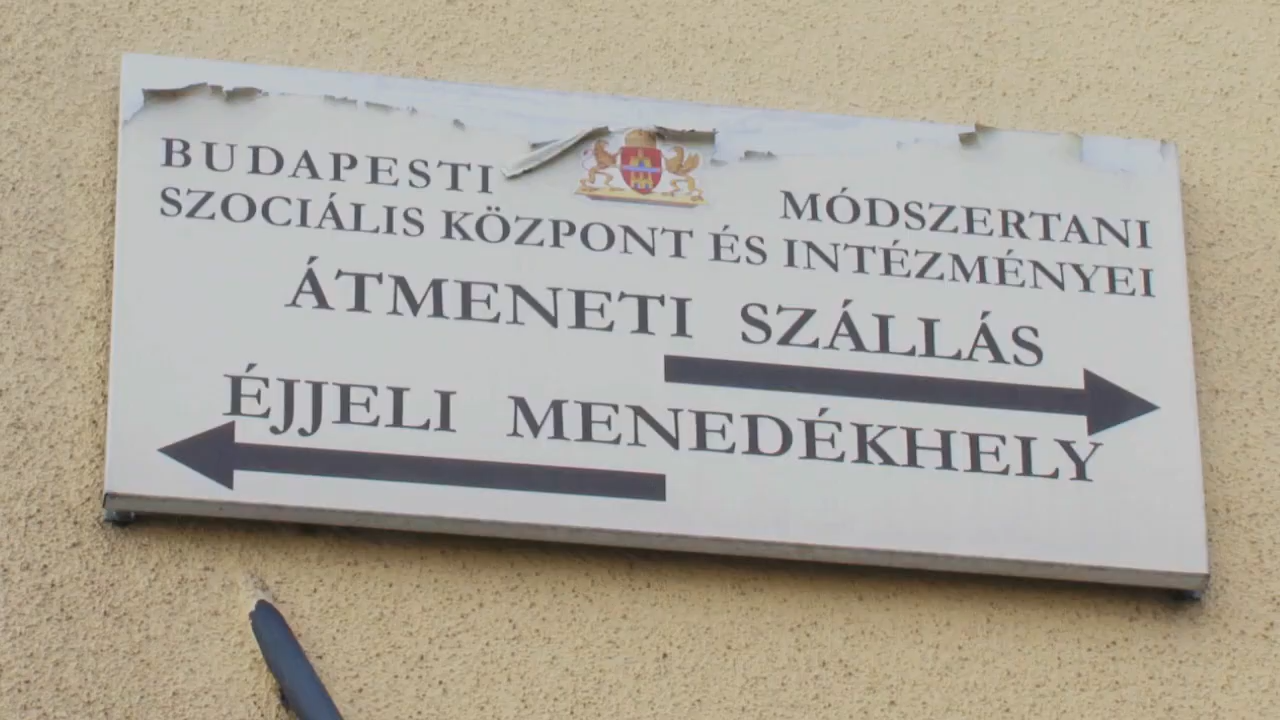 BUDAPESTI MÓDSZERTANI
SZOCIÁLIS KÖZPONT ÉS INTÉZMÉNYEI
ÁTMENETI SZÁLLÁS
ÉJJELI MENEDÉKHELY